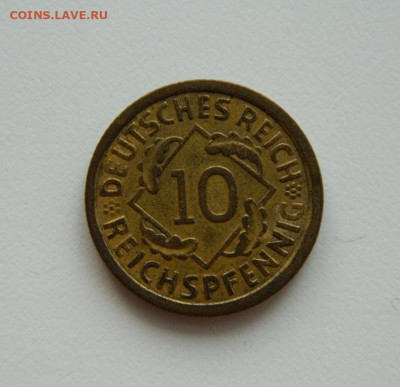 COINS.LAVE.RU
DEUTSCHES REICH
10
REICHSPFENNIG